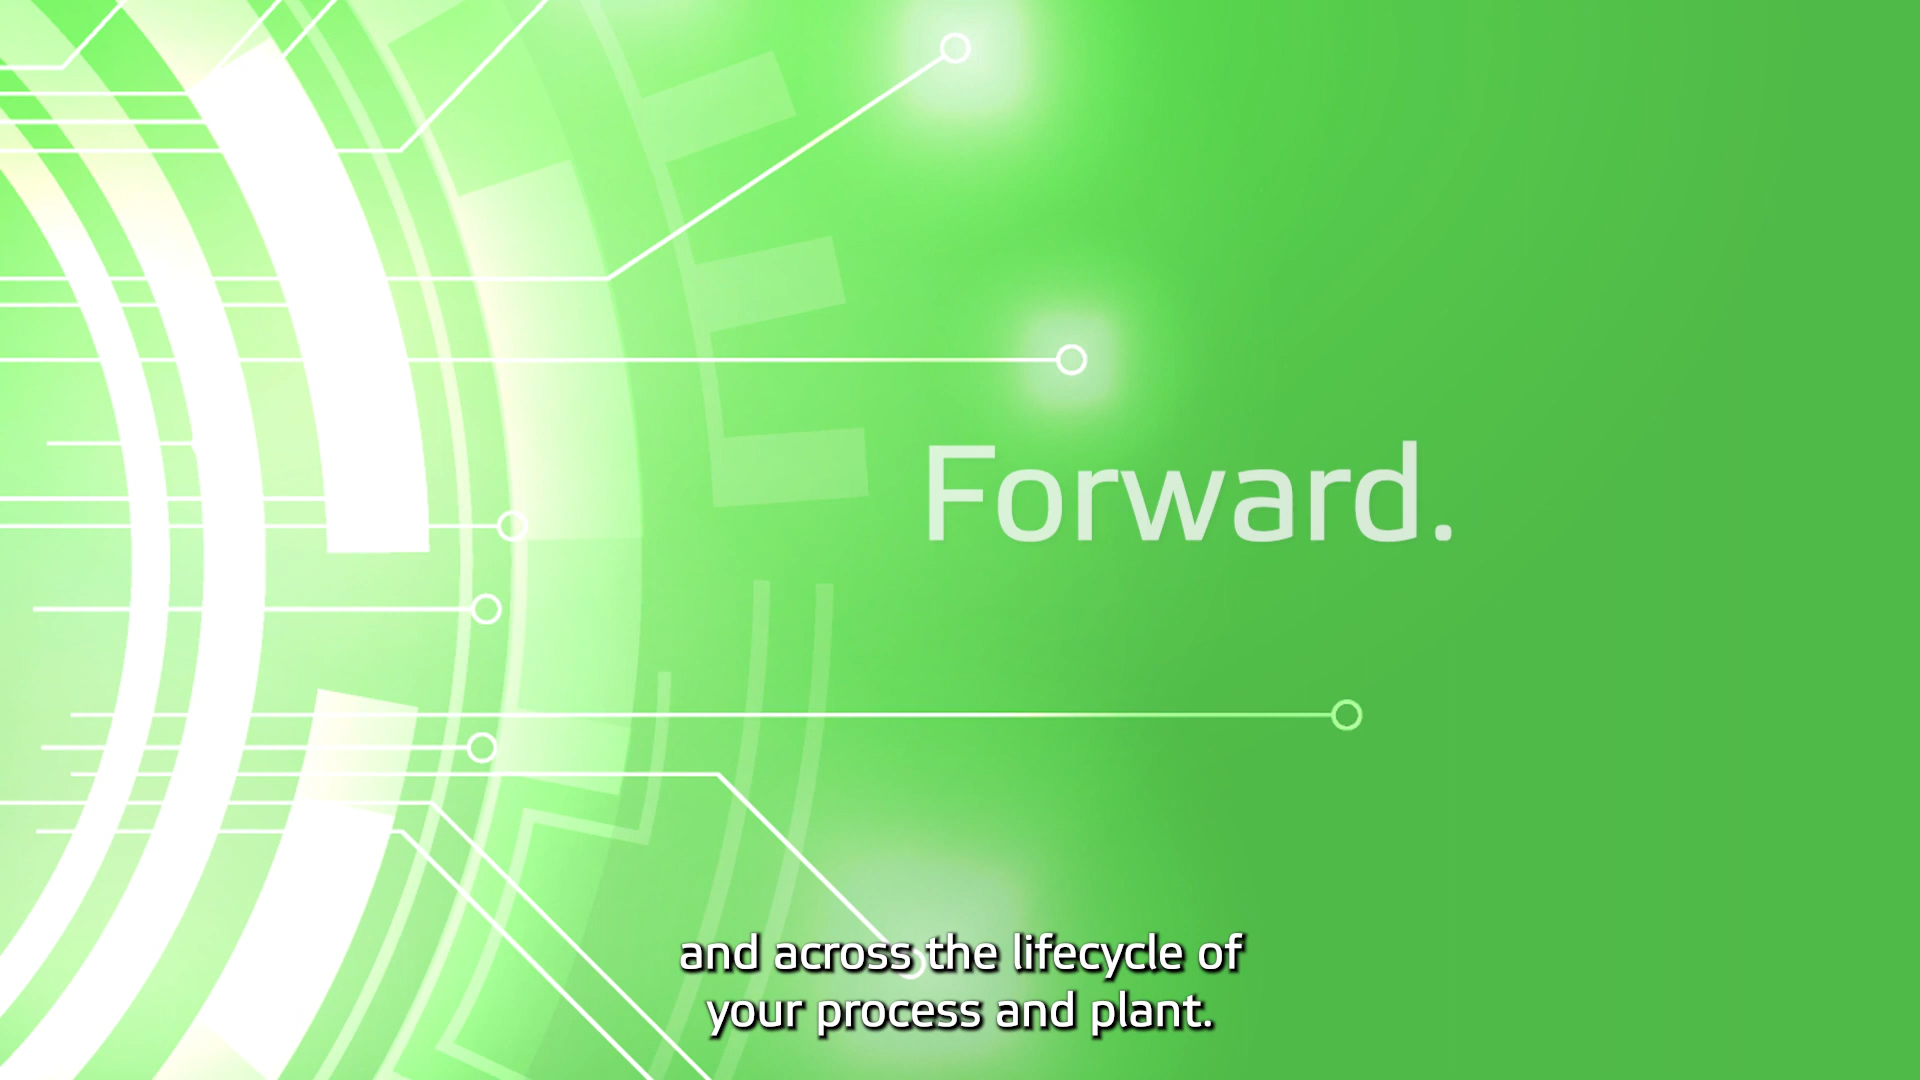 Forward.
and across the lifecycle of
your process and plant.